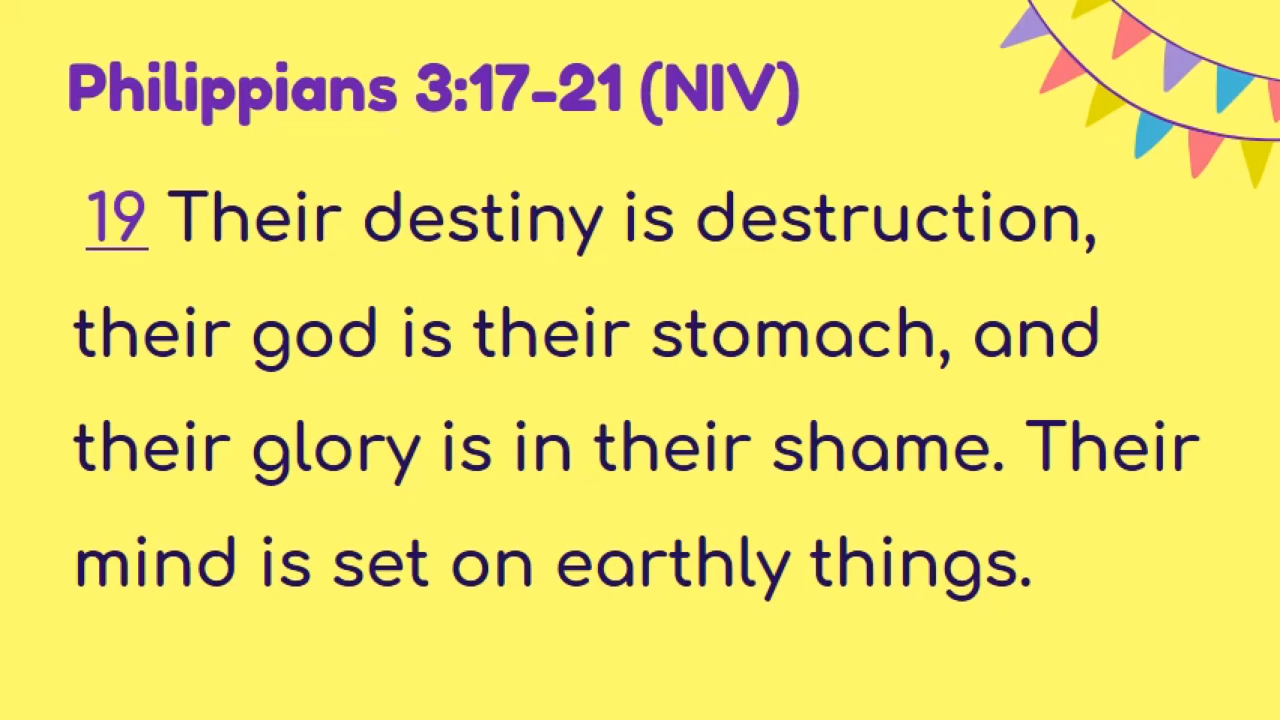 Philippians 3:17-21 (NIV)
19 Their destiny is destruction,
their god is their stomach, and
their glory is in their shame. Their
mind is set on earthly things.